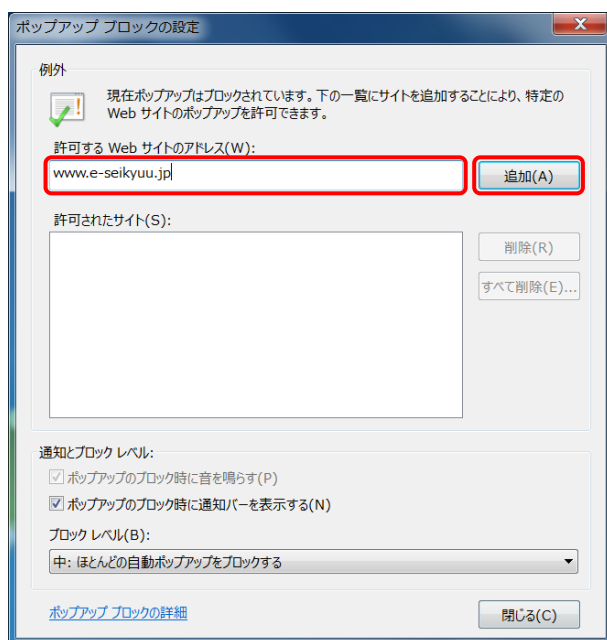 ポップアップ ブロックの設定
例外
現在ポップアップはブロックされています。下の一覧にサイトを追加することにより、特定の
Web サイトのポップアップを許可できます。
許可する Web サイトのアドレス(W):
www.e-seikyuu.jp
追加(A)
許可されたサイト(S):
削除(R)
すべて削除(E)...
通知とブロック レベル:
ポップアップのブロック時に音を鳴らす(P)
ポップアップのブロック時に通知バーを表示する(N)
ブロック レベル(B):
中: ほとんどの自動ポップアップをブロックする
ポップアップ ブロックの詳細
閉じる(C)